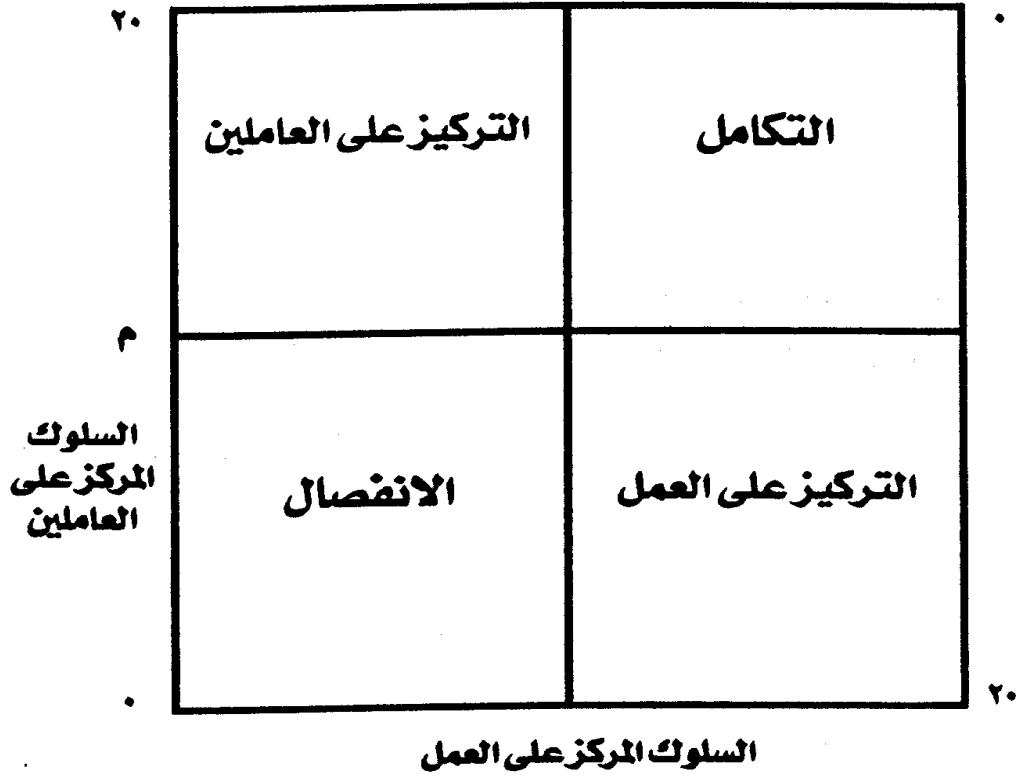 ٢٠
٠
التركيز على العاملين
التكامل
م
السلوك
المركز على
العاملين
الانفصال
التركيز على العمل
٠
٢٠
السلوك المركز على العمل